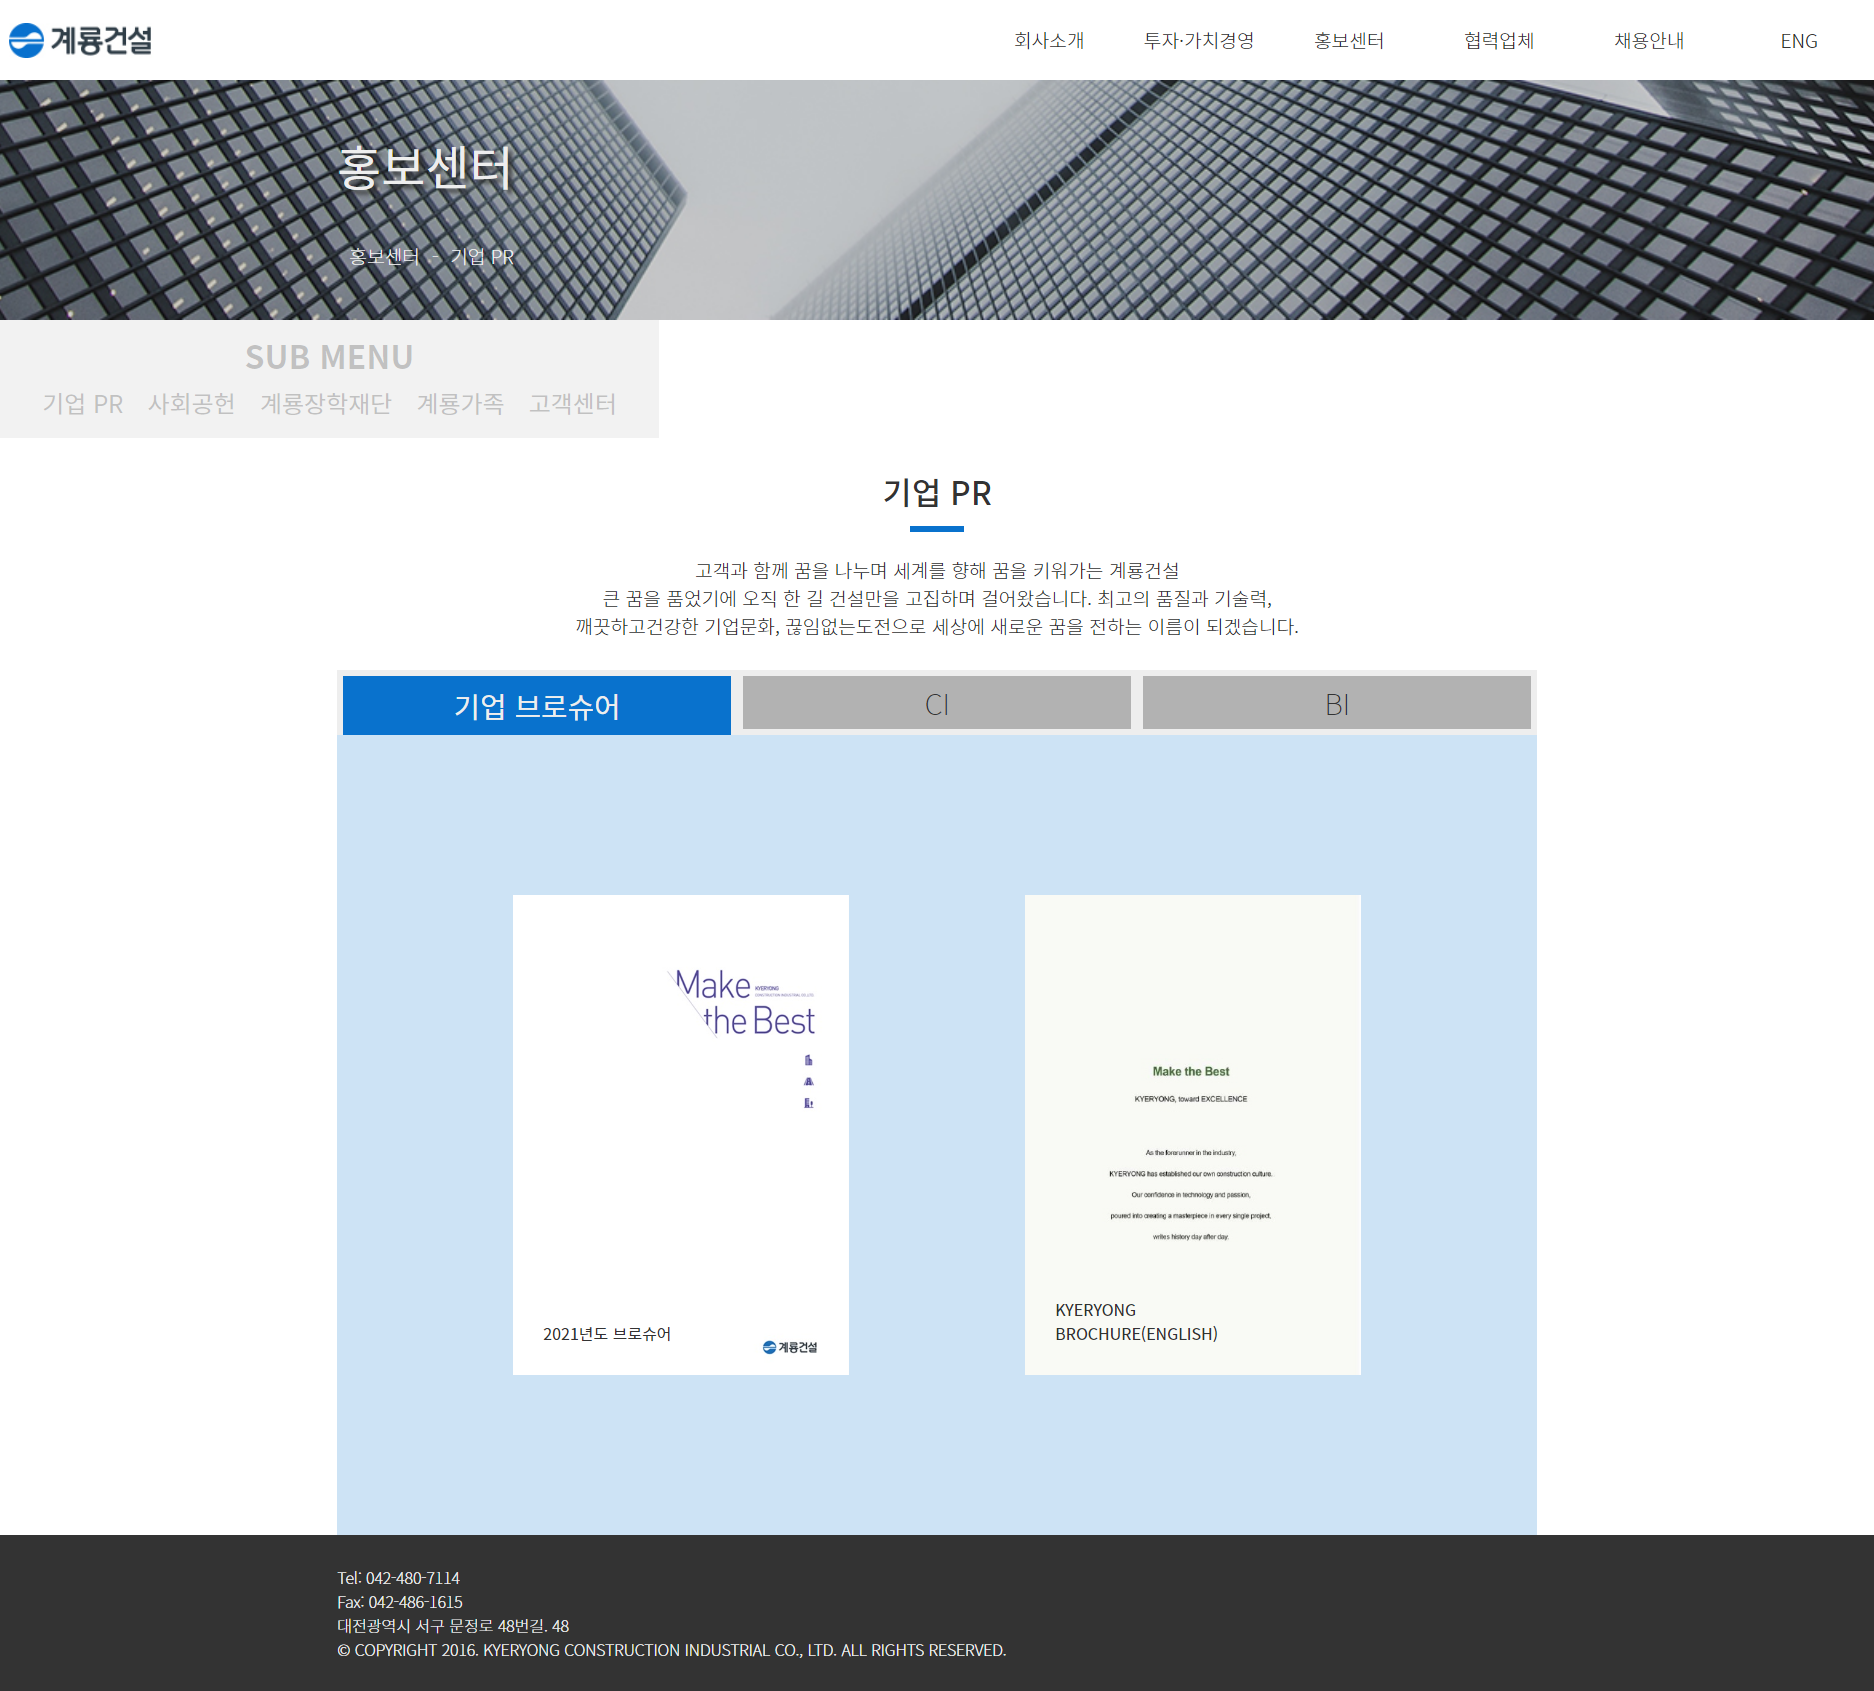 계룡건설
회사소개 투자·가치경영 홍보센터 협력업체 채용안내 ENG
홍보센터
홍보센터 - 기업 PR
SUB MENU
기업 PR 사회공헌 계룡장학재단 계룡가족 고객센터
기업 PR
고객과 함께 꿈을 나누며 세계를 향해 꿈을 키워가는 계룡건설
큰 꿈을 품었기에 오직 한 길 건설만을 고집하며 걸어왔습니다. 최고의 품질과 기술력,
깨끗하고건강한 기업문화, 끊임없는도전으로 세상에 새로운 꿈을 전하는 이름이 되겠습니다.
기업 브로슈어 CI BI
Make
KYERYONG
CONSTRUCTION INDUSTRIAL CO.,LTD.
the Best
2021년도 브로슈어
계룡건설
Make the Best
KYERYONG, toward EXCELLENCE
As the forerunner in the industry,
KYERYONG has established our own construction culture.
Our confidence in technology and passion,
poured into creating a masterpiece in every single project,
writes history day after day.
KYERYONG
BROCHURE(ENGLISH)
Tel: 042-480-7114
Fax: 042-486-1615
대전광역시 서구 문정로 48번길. 48
© COPYRIGHT 2016. KYERYONG CONSTRUCTION INDUSTRIAL CO., LTD. ALL RIGHTS RESERVED.